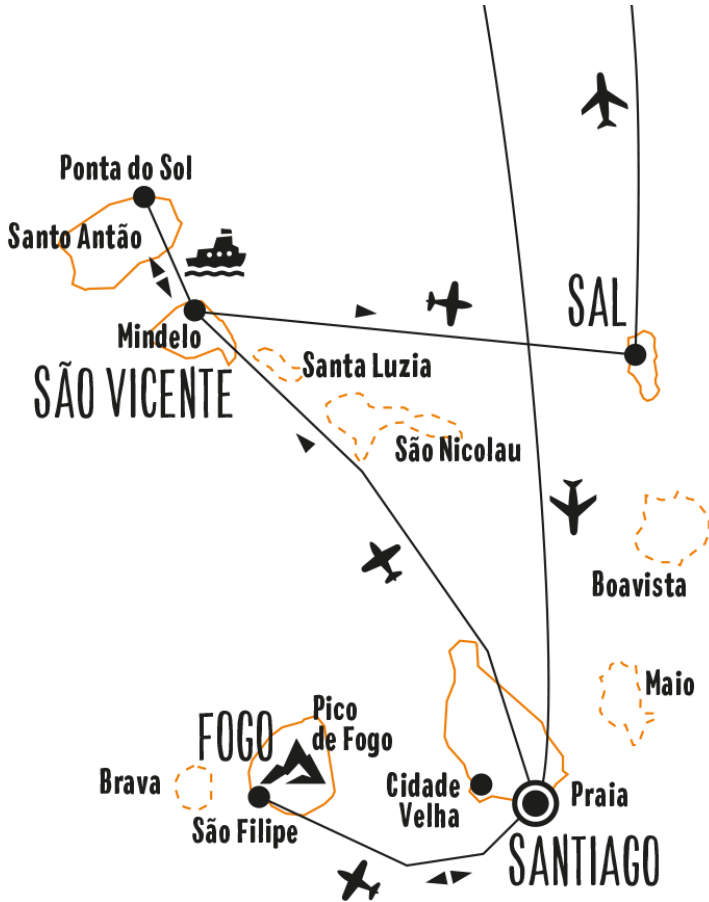 Ponta do Sol
Santo Antão
SAL
Mindelo
Santa Luzia
SÃO VICENTE
São Nicolau
Boavista
Maio
Pico
de Fogo
FOGO
Brava
Cidade
Velha
Praia
São Filipe
SANTIAGO